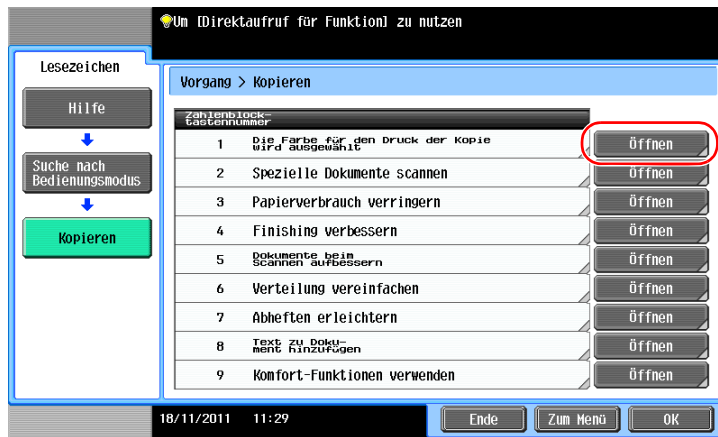 Um [Direktaufruf für Funktion] zu nutzen
Lesezeichen
Vorgang > Kopieren
Hilfe
Suche nach
Bedienungsmodus
Kopieren
Zahlenblock-
tastennummer
1 Die Farbe für den Druck der Kopie
wird ausgewählt
Öffnen
2 Spezielle Dokumente scannen Öffnen
3 Papierverbrauch verringern Öffnen
4 Finishing verbessern Öffnen
5 Dokumente beim
Scannen aufbessern
Öffnen
6 Verteilung vereinfachen Öffnen
7 Abheften erleichtern Öffnen
8 Text zu Doku-
ment hinzufügen
Öffnen
9 Komfort-Funktionen verwenden Öffnen
18/11/2011 11:29 Ende Zum Menü OK